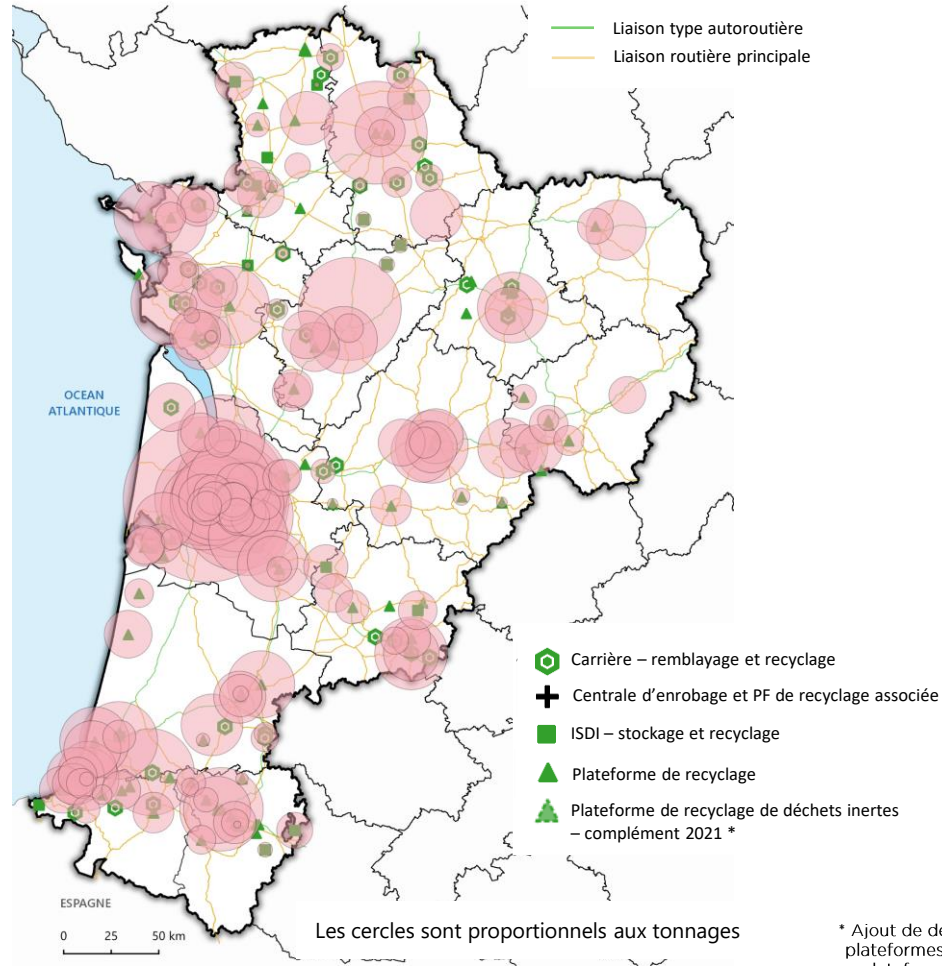 Liaison type autoroutière
Liaison routière principale
OCEAN
ATLANTIQUE
Carrière – remblayage et recyclage
Centrale d'enrobage et PF de recyclage associée
ISDI – stockage et recyclage
Plateforme de recyclage
Plateforme de recyclage de déchets inertes
– complément 2021 *
ESPAGNE
0 25 50 km
Les cercles sont proportionnels aux tonnages
* Ajout de
plateformes